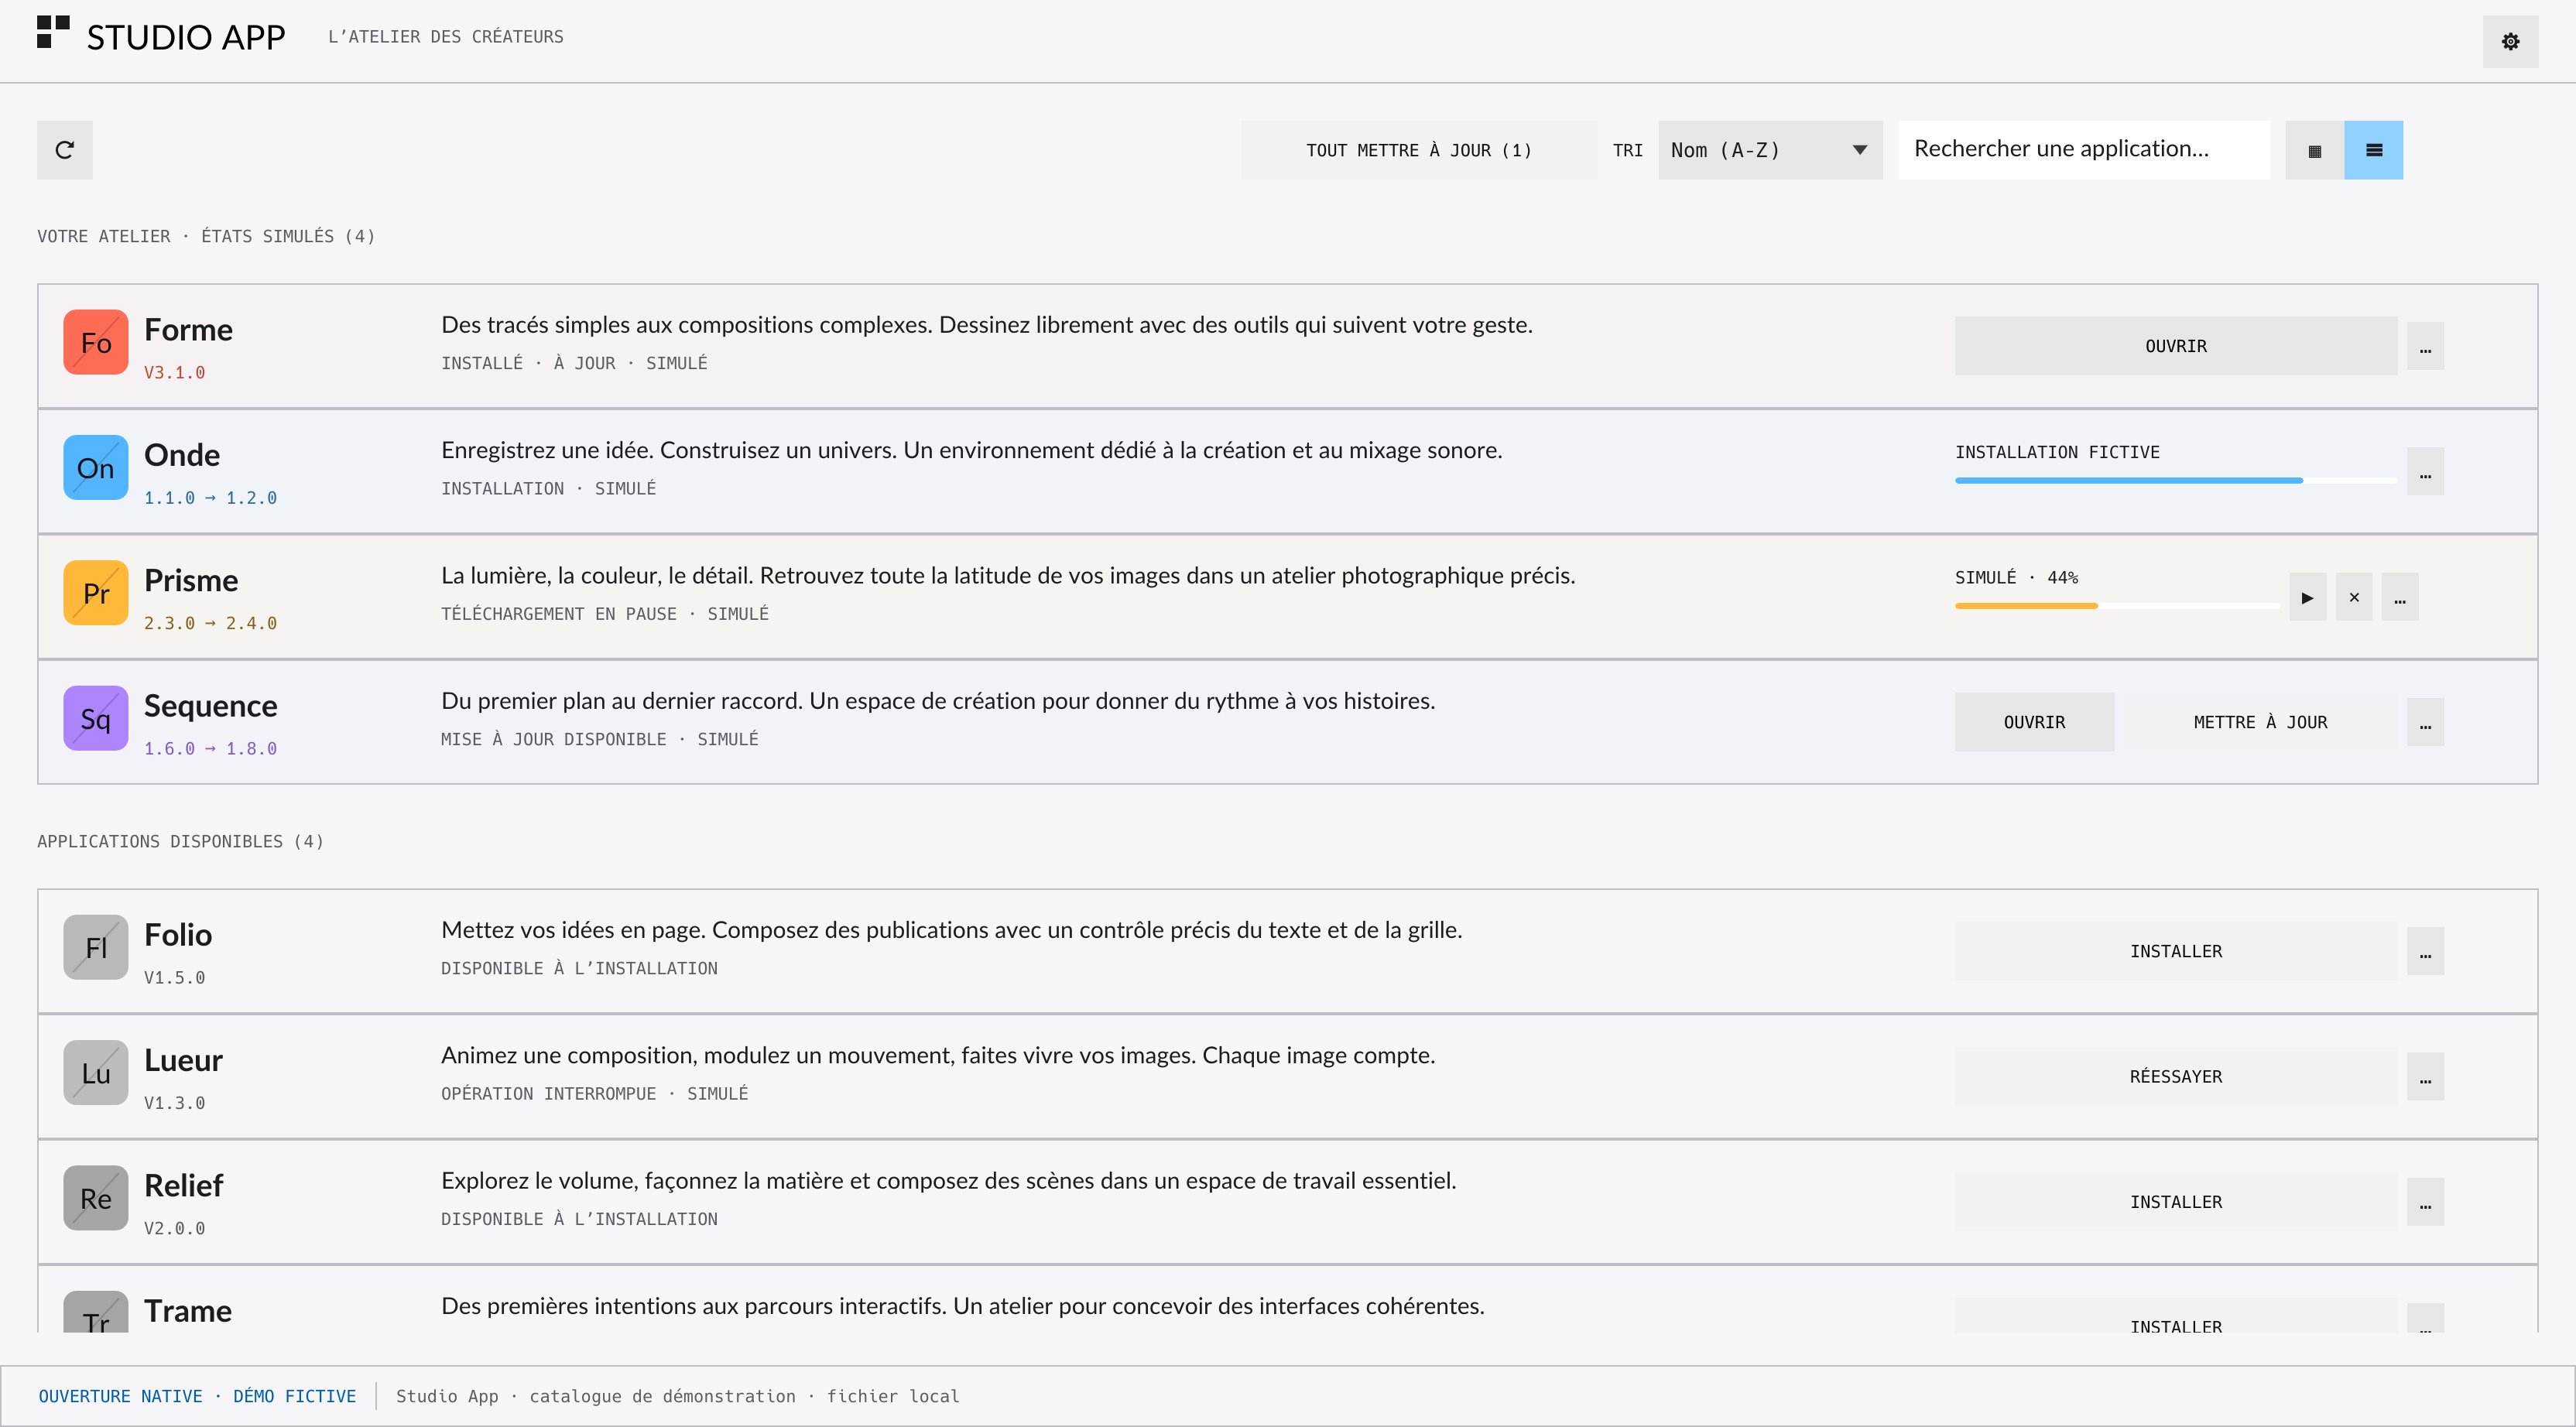 STUDIO APP
L’ATELIER DES CRÉATEURS
TOUT METTRE À JOUR (1)
TRI
Nom (A-Z)
Rechercher une application...
VOTRE ATELIER · ÉTATS SIMULÉS (4)
Fo
Forme
V3.1.0
Des tracés simples aux compositions complexes. Dessinez librement avec des outils qui suivent votre geste.
INSTALLÉ · À JOUR · SIMULÉ
OUVRIR
...
On
Onde
1.1.0 → 1.2.0
Enregistrez une idée. Construisez un univers. Un environnement dédié à la création et au mixage sonore.
INSTALLATION · SIMULÉ
INSTALLATION FICTIVE
...
Pr
Prisme
2.3.0 → 2.4.0
La lumière, la couleur, le détail. Retrouvez toute la latitude de vos images dans un atelier photographique précis.
TÉLÉCHARGEMENT EN PAUSE · SIMULÉ
SIMULÉ · 44%
...
Sq
Sequence
1.6.0 → 1.8.0
Du premier plan au dernier raccord. Un espace de création pour donner du rythme à vos histoires.
MISE À JOUR DISPONIBLE · SIMULÉ
OUVRIR
METTRE À JOUR
...
APPLICATIONS DISPONIBLES (4)
Fl
Folio
V1.5.0
Mettez vos idées en page. Composez des publications avec un contrôle précis du texte et de la grille.
DISPONIBLE À L’INSTALLATION
INSTALLER
...
Lu
Lueur
V1.3.0
Animez une composition, modulez un mouvement, faites vivre vos images. Chaque image compte.
OPÉRATION INTERROMPUE · SIMULÉ
RÉESSAYER
...
Re
Relief
V2.0.0
Explorez le volume, façonnez la matière et composez des scènes dans un espace de travail essentiel.
DISPONIBLE À L’INSTALLATION
INSTALLER
...
Tr
Trame
Des premières intentions aux parcours interactifs. Un atelier pour concevoir des interfaces cohérentes.
INSTALLER
...
OUVERTURE NATIVE · DÉMO FICTIVE
Studio App · catalogue de démonstration · fichier local